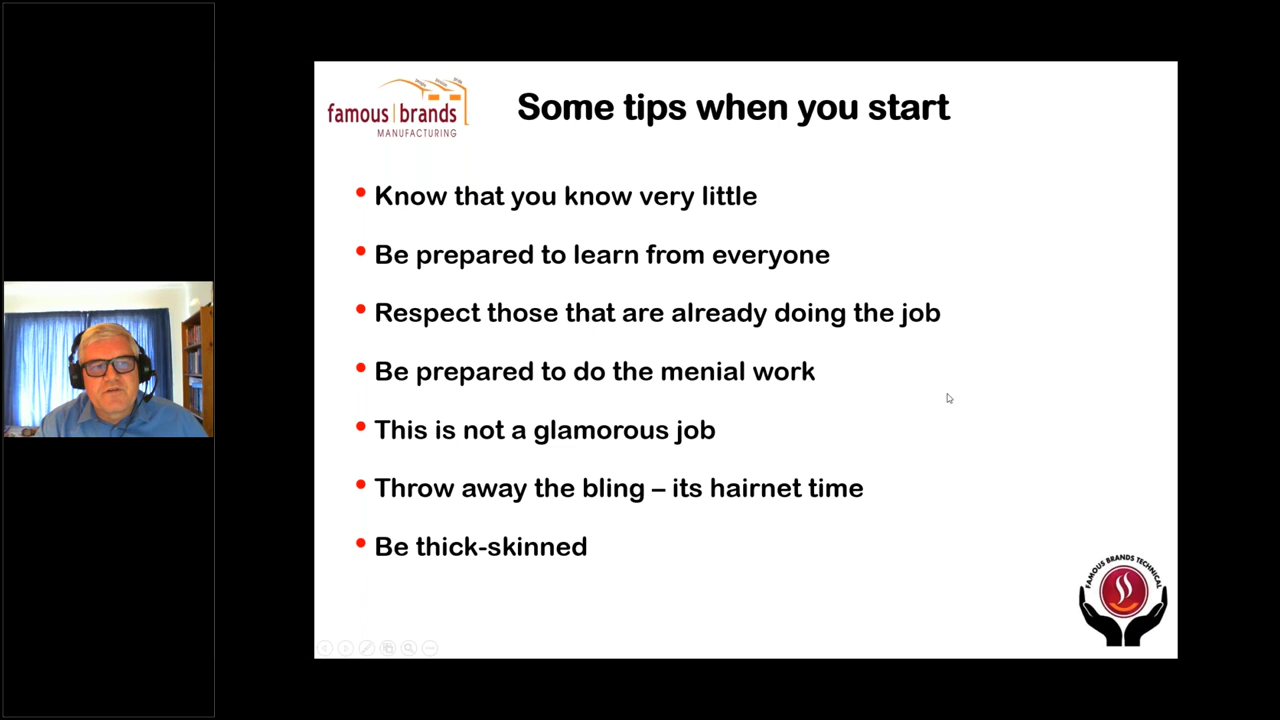 famous|brands
MANUFACTURING
Some tips when you start
• Know that you know very little
• Be prepared to learn from everyone
• Respect those that are already doing the job
• Be prepared to do the menial work
• This is not a glamorous job
• Throw away the bling – its hairnet time
• Be thick-skinned
FAMOUS BRANDS TECHNICAL